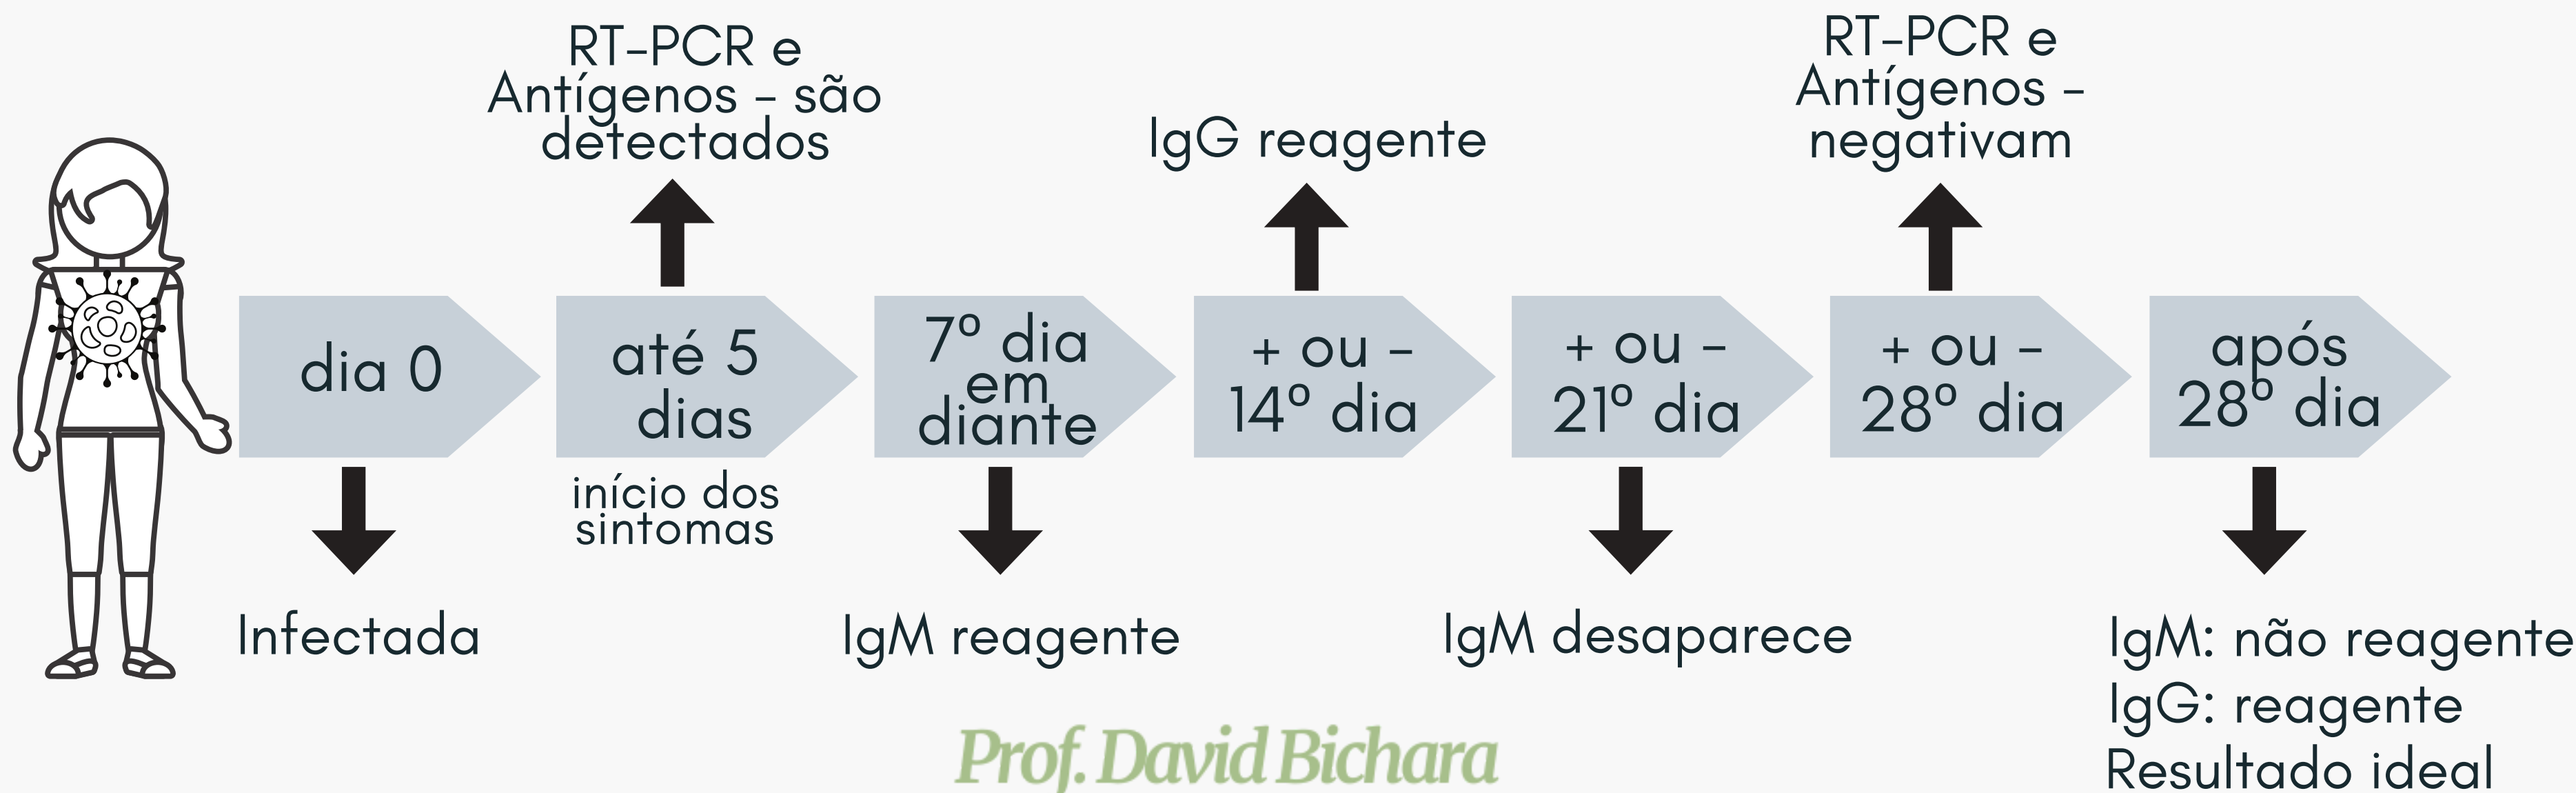 RT-PCR e
Antígenos - são
detectados
IgG reagente
RT-PCR e
Antígenos -
negativam
dia 0
até 5
dias
7º dia
em
diante
+ ou -
14º dia
+ ou -
21º dia
+ ou -
28º dia
após
28º dia
início dos
sintomas
Infectada
IgM reagente
IgM desaparece
IgM: não reagente
IgG: reagente
Resultado ideal
Prof. David Bichara